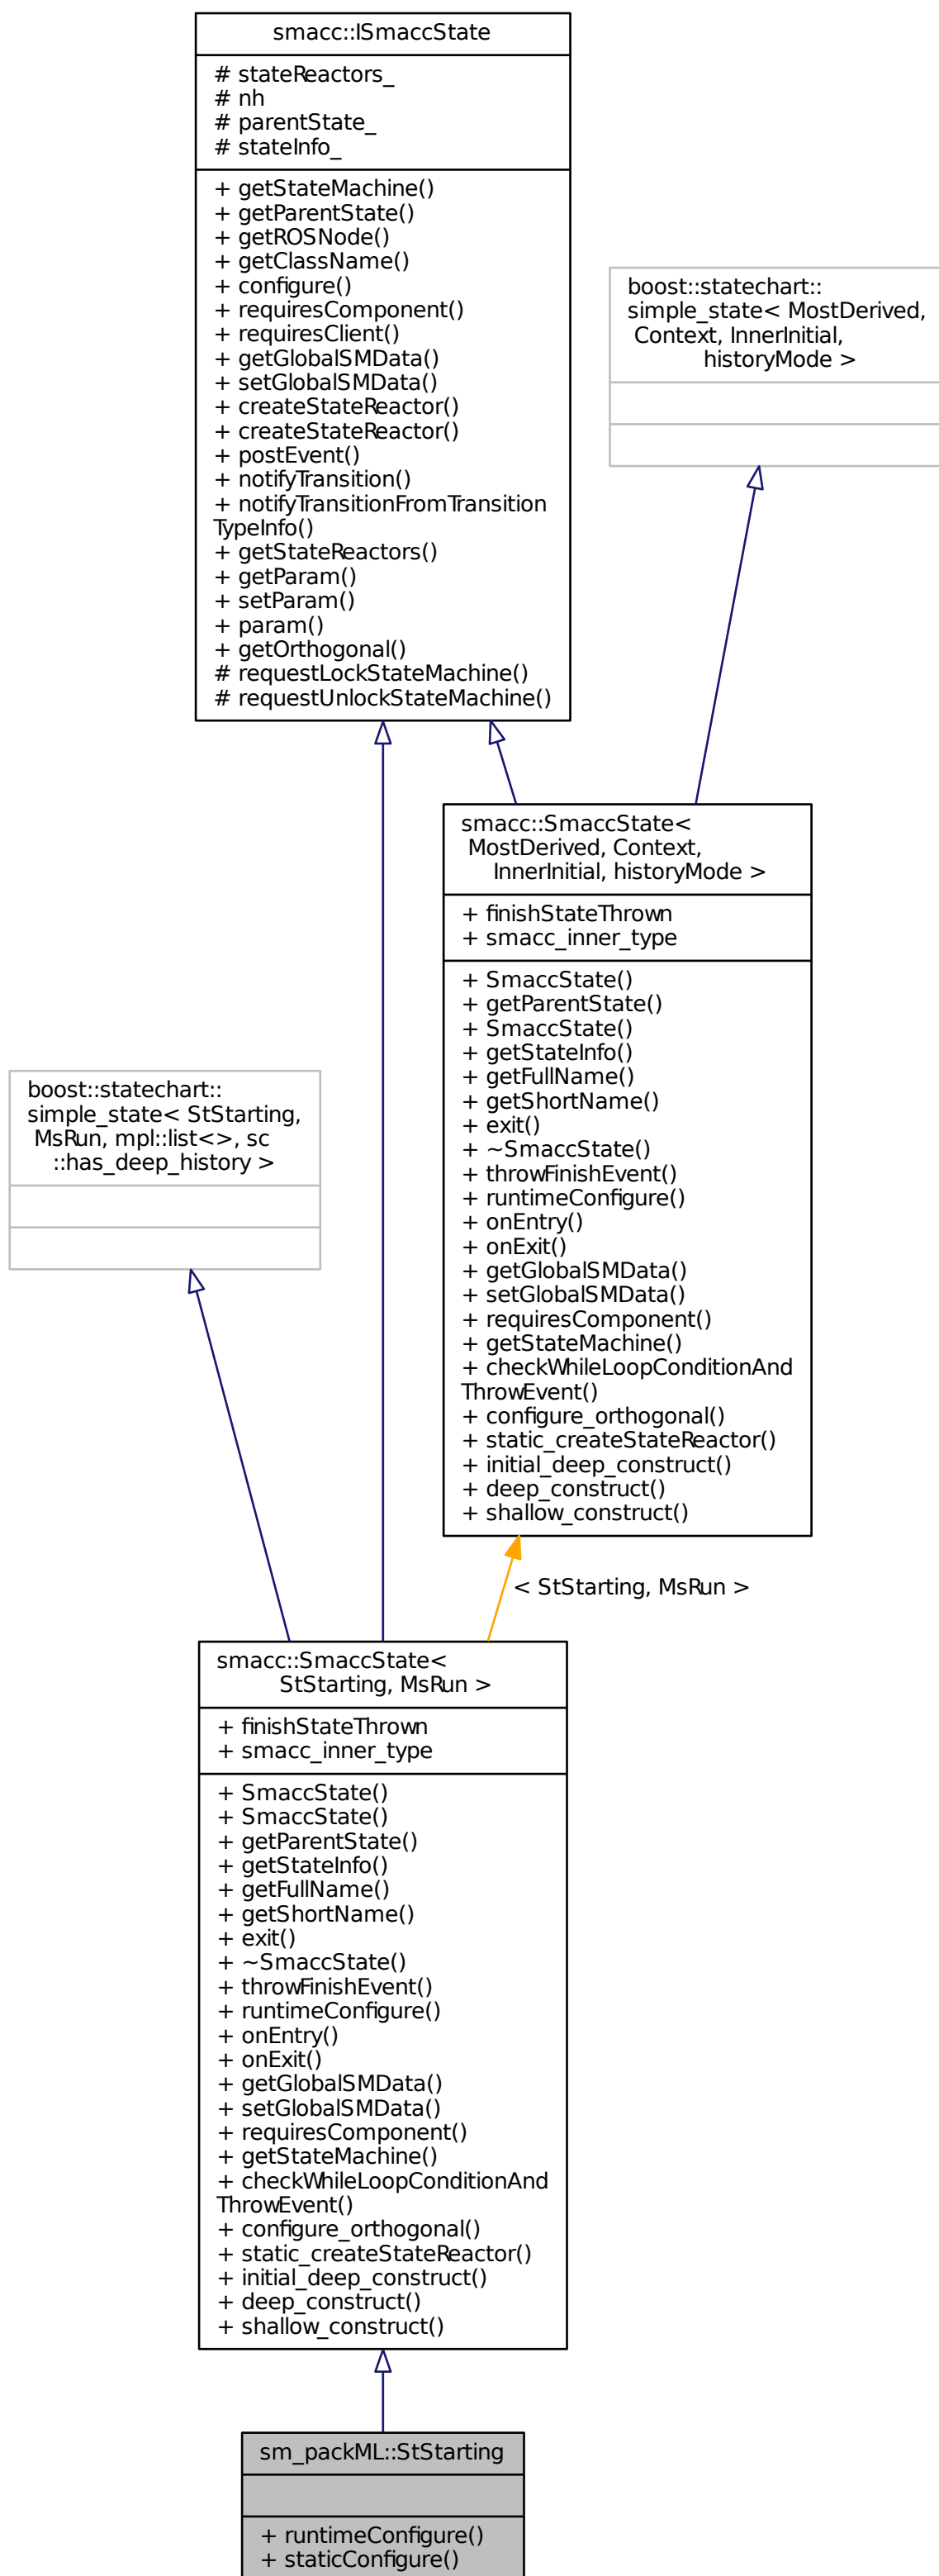 smacc::ISmaccState
# stateReactors_
# nh
# parentState_
# stateInfo_
+ getStateMachine()
+ getParentState()
+ getROSNode()
+ getClassName()
+ configure()
+ requiresComponent()
+ requiresClient()
+ getGlobalSMData()
+ setGlobalSMData()
+ createStateReactor()
+ createStateReactor()
+ postEvent()
+ notifyTransition()
+ notifyTransitionFromTransition
TypeInfo()
+ getStateReactors()
+ getParam()
+ setParam()
+ param()
+ getOrthogonal()
# requestLockStateMachine()
# requestUnlockStateMachine()
boost::statechart::
simple_state< MostDerived,
Context, InnerInitial,
historyMode >
smacc::SmaccState<
MostDerived, Context,
InnerInitial, historyMode >
+ finishStateThrown
+ smacc_inner_type
+ SmaccState()
+ getParentState()
+ SmaccState()
+ getStateInfo()
+ getFullName()
+ getShortName()
+ exit()
+ ~SmaccState()
+ throwFinishEvent()
+ runtimeConfigure()
+ onEntry()
+ onExit()
+ getGlobalSMData()
+ setGlobalSMData()
+ requiresComponent()
+ getStateMachine()
+ checkWhileLoopConditionAnd
ThrowEvent()
+ configure_orthogonal()
+ static_createStateReactor()
+ initial_deep_construct()
+ deep_construct()
+ shallow_construct()
boost::statechart::
simple_state< StStarting,
MsRun, mpl::list<>, sc
::has_deep_history >
< StStarting, MsRun >
smacc::SmaccState<
StStarting, MsRun >
+ finishStateThrown
+ smacc_inner_type
+ SmaccState()
+ SmaccState()
+ getParentState()
+ getStateInfo()
+ getFullName()
+ getShortName()
+ exit()
+ ~SmaccState()
+ throwFinishEvent()
+ runtimeConfigure()
+ onEntry()
+ onExit()
+ getGlobalSMData()
+ setGlobalSMData()
+ requiresComponent()
+ getStateMachine()
+ checkWhileLoopConditionAnd
ThrowEvent()
+ configure_orthogonal()
+ static_createStateReactor()
+ initial_deep_construct()
+ deep_construct()
+ shallow_construct()
sm_packML::StStarting
+ runtimeConfigure()
+ staticConfigure()